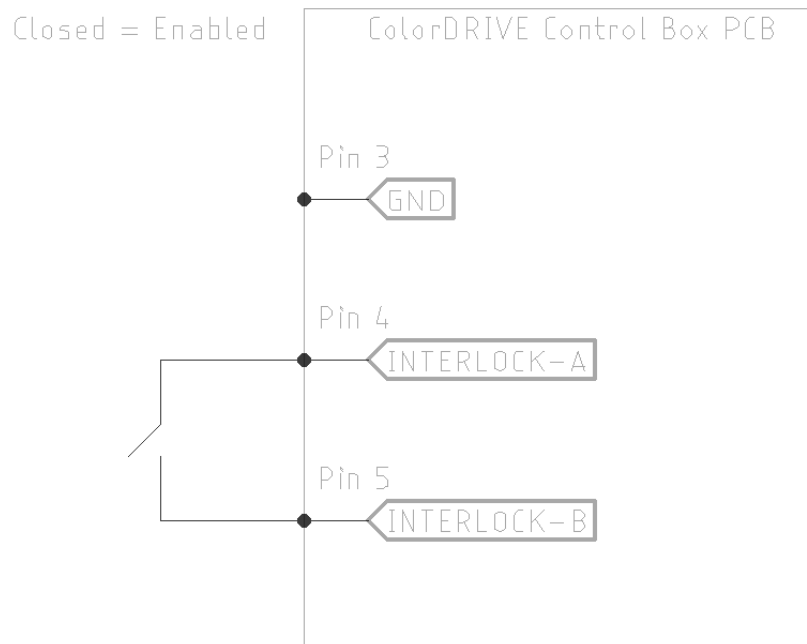 Closed = Enabled
ColorDRIVE Control Box PCB
Pin 3
GND
Pin 4
INTERLOCK-A
Pin 5
INTERLOCK-B